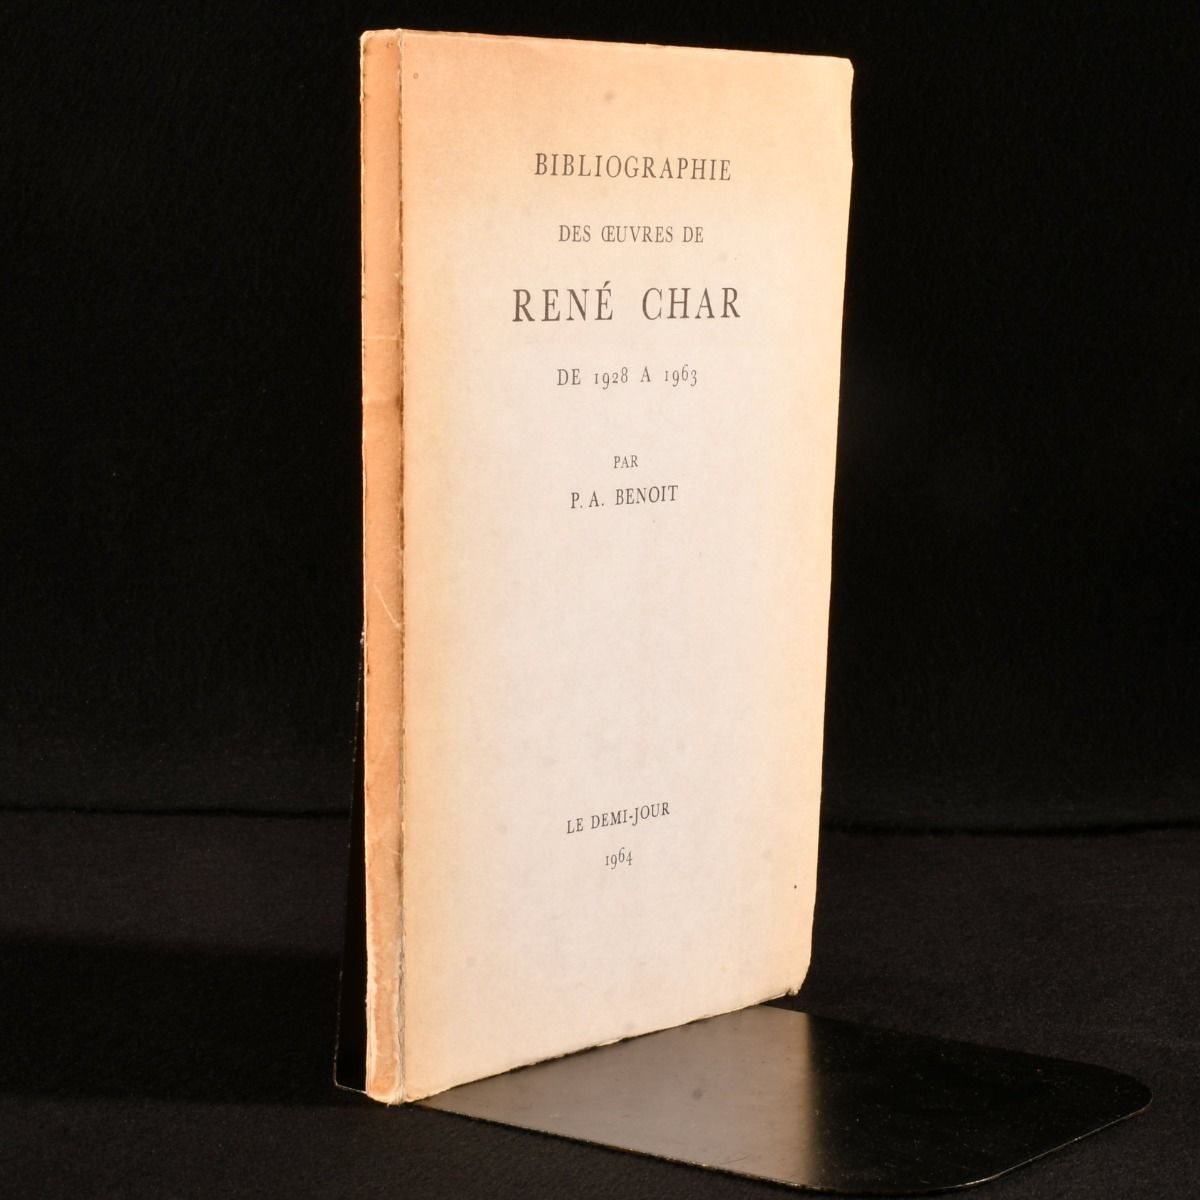 BIBLIOGRAPHIE
DES ŒUVRES DE
RENÉ CHAR
DE 1928 A 1963
PAR
P. A. BENOIT
LE DEMI-JOUR
1964